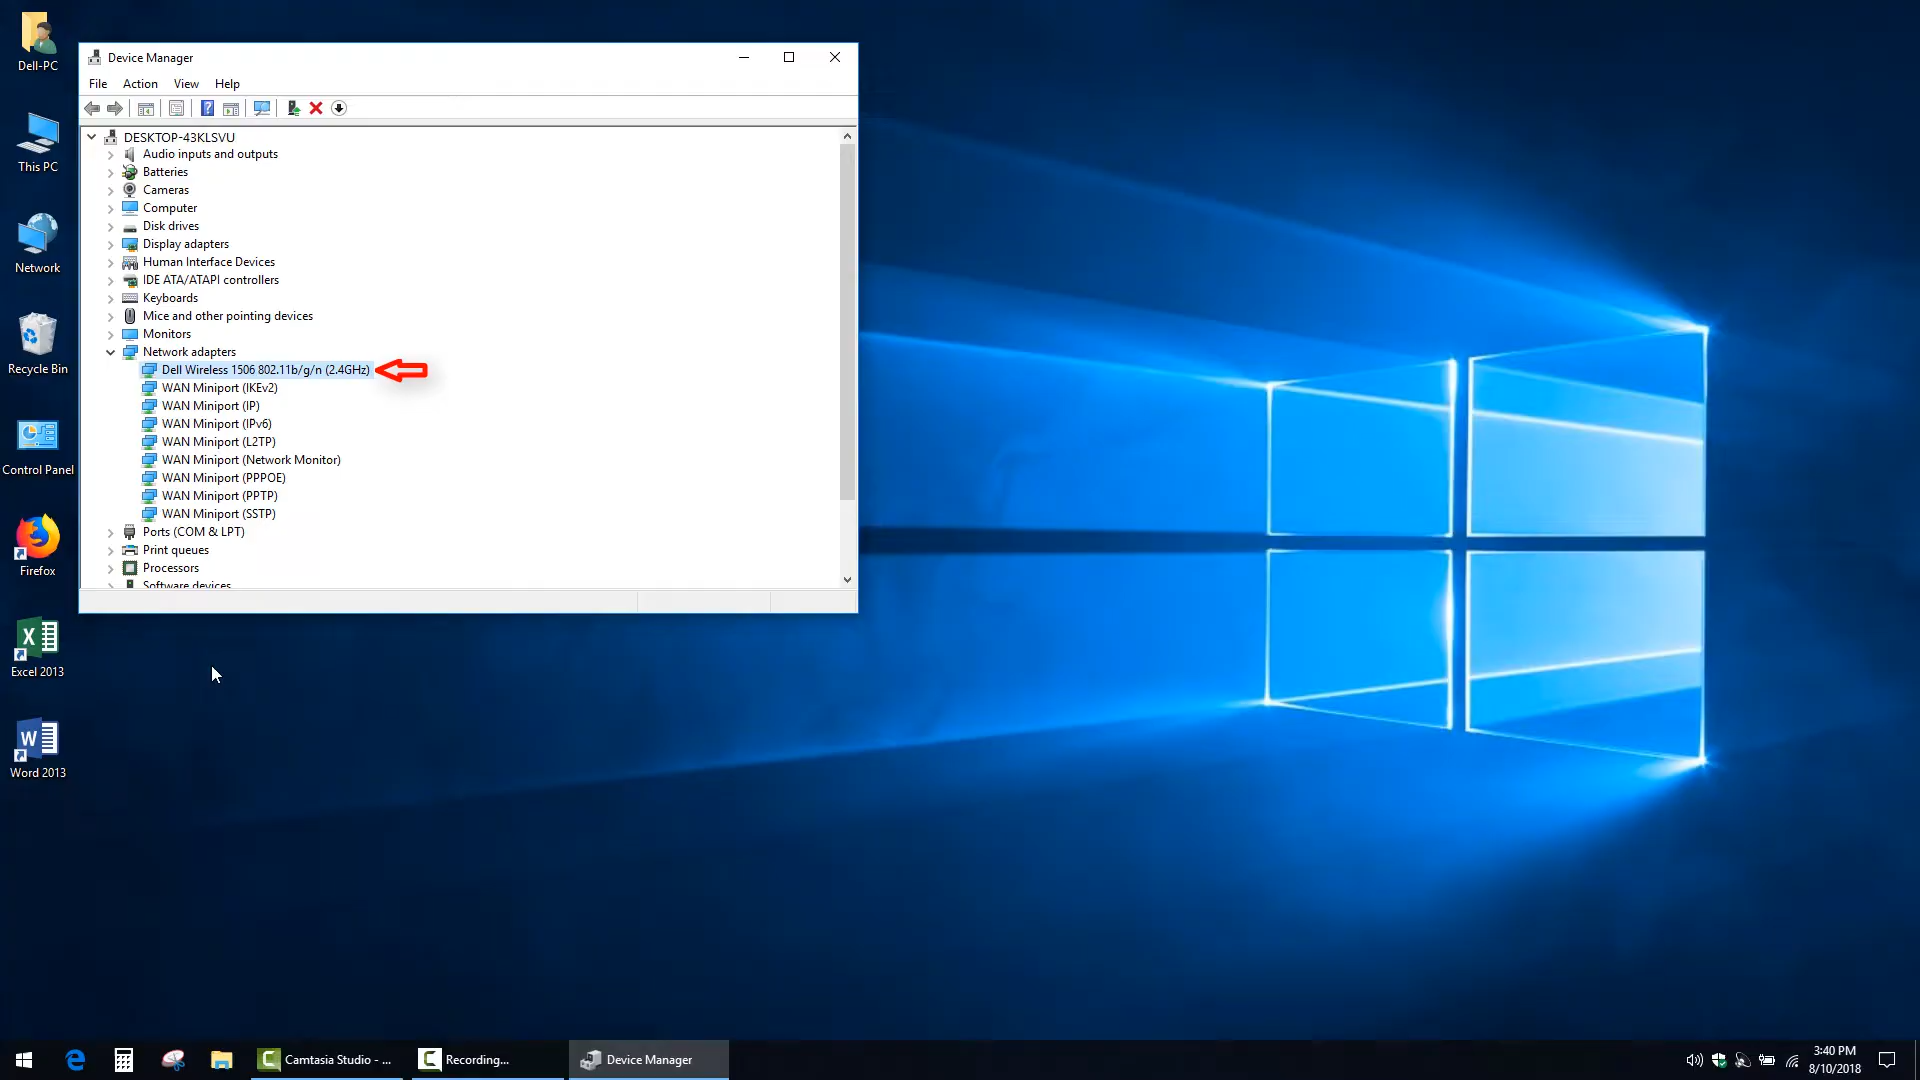 Dell-PC
This PC
Network
Recycle Bin
Control Panel
Firefox
Excel 2013
Word 2013
Device Manager
File Action View Help
DESKTOP-43KLSVU
Audio inputs and outputs
Batteries
Cameras
Computer
Disk drives
Display adapters
Human Interface Devices
IDE ATA/ATAPI controllers
Keyboards
Mice and other pointing devices
Monitors
Network adapters
Dell Wireless 1506 802.11b/g/n (2.4GHz)
WAN Miniport (IKEv2)
WAN Miniport (IP)
WAN Miniport (IPv6)
WAN Miniport (L2TP)
WAN Miniport (Network Monitor)
WAN Miniport (PPPOE)
WAN Miniport (PPTP)
WAN Miniport (SSTP)
Ports (COM & LPT)
Print queues
Processors
Software devices
Camtasia Studio - ...
Recording...
Device Manager
3:40 PM
8/10/2018